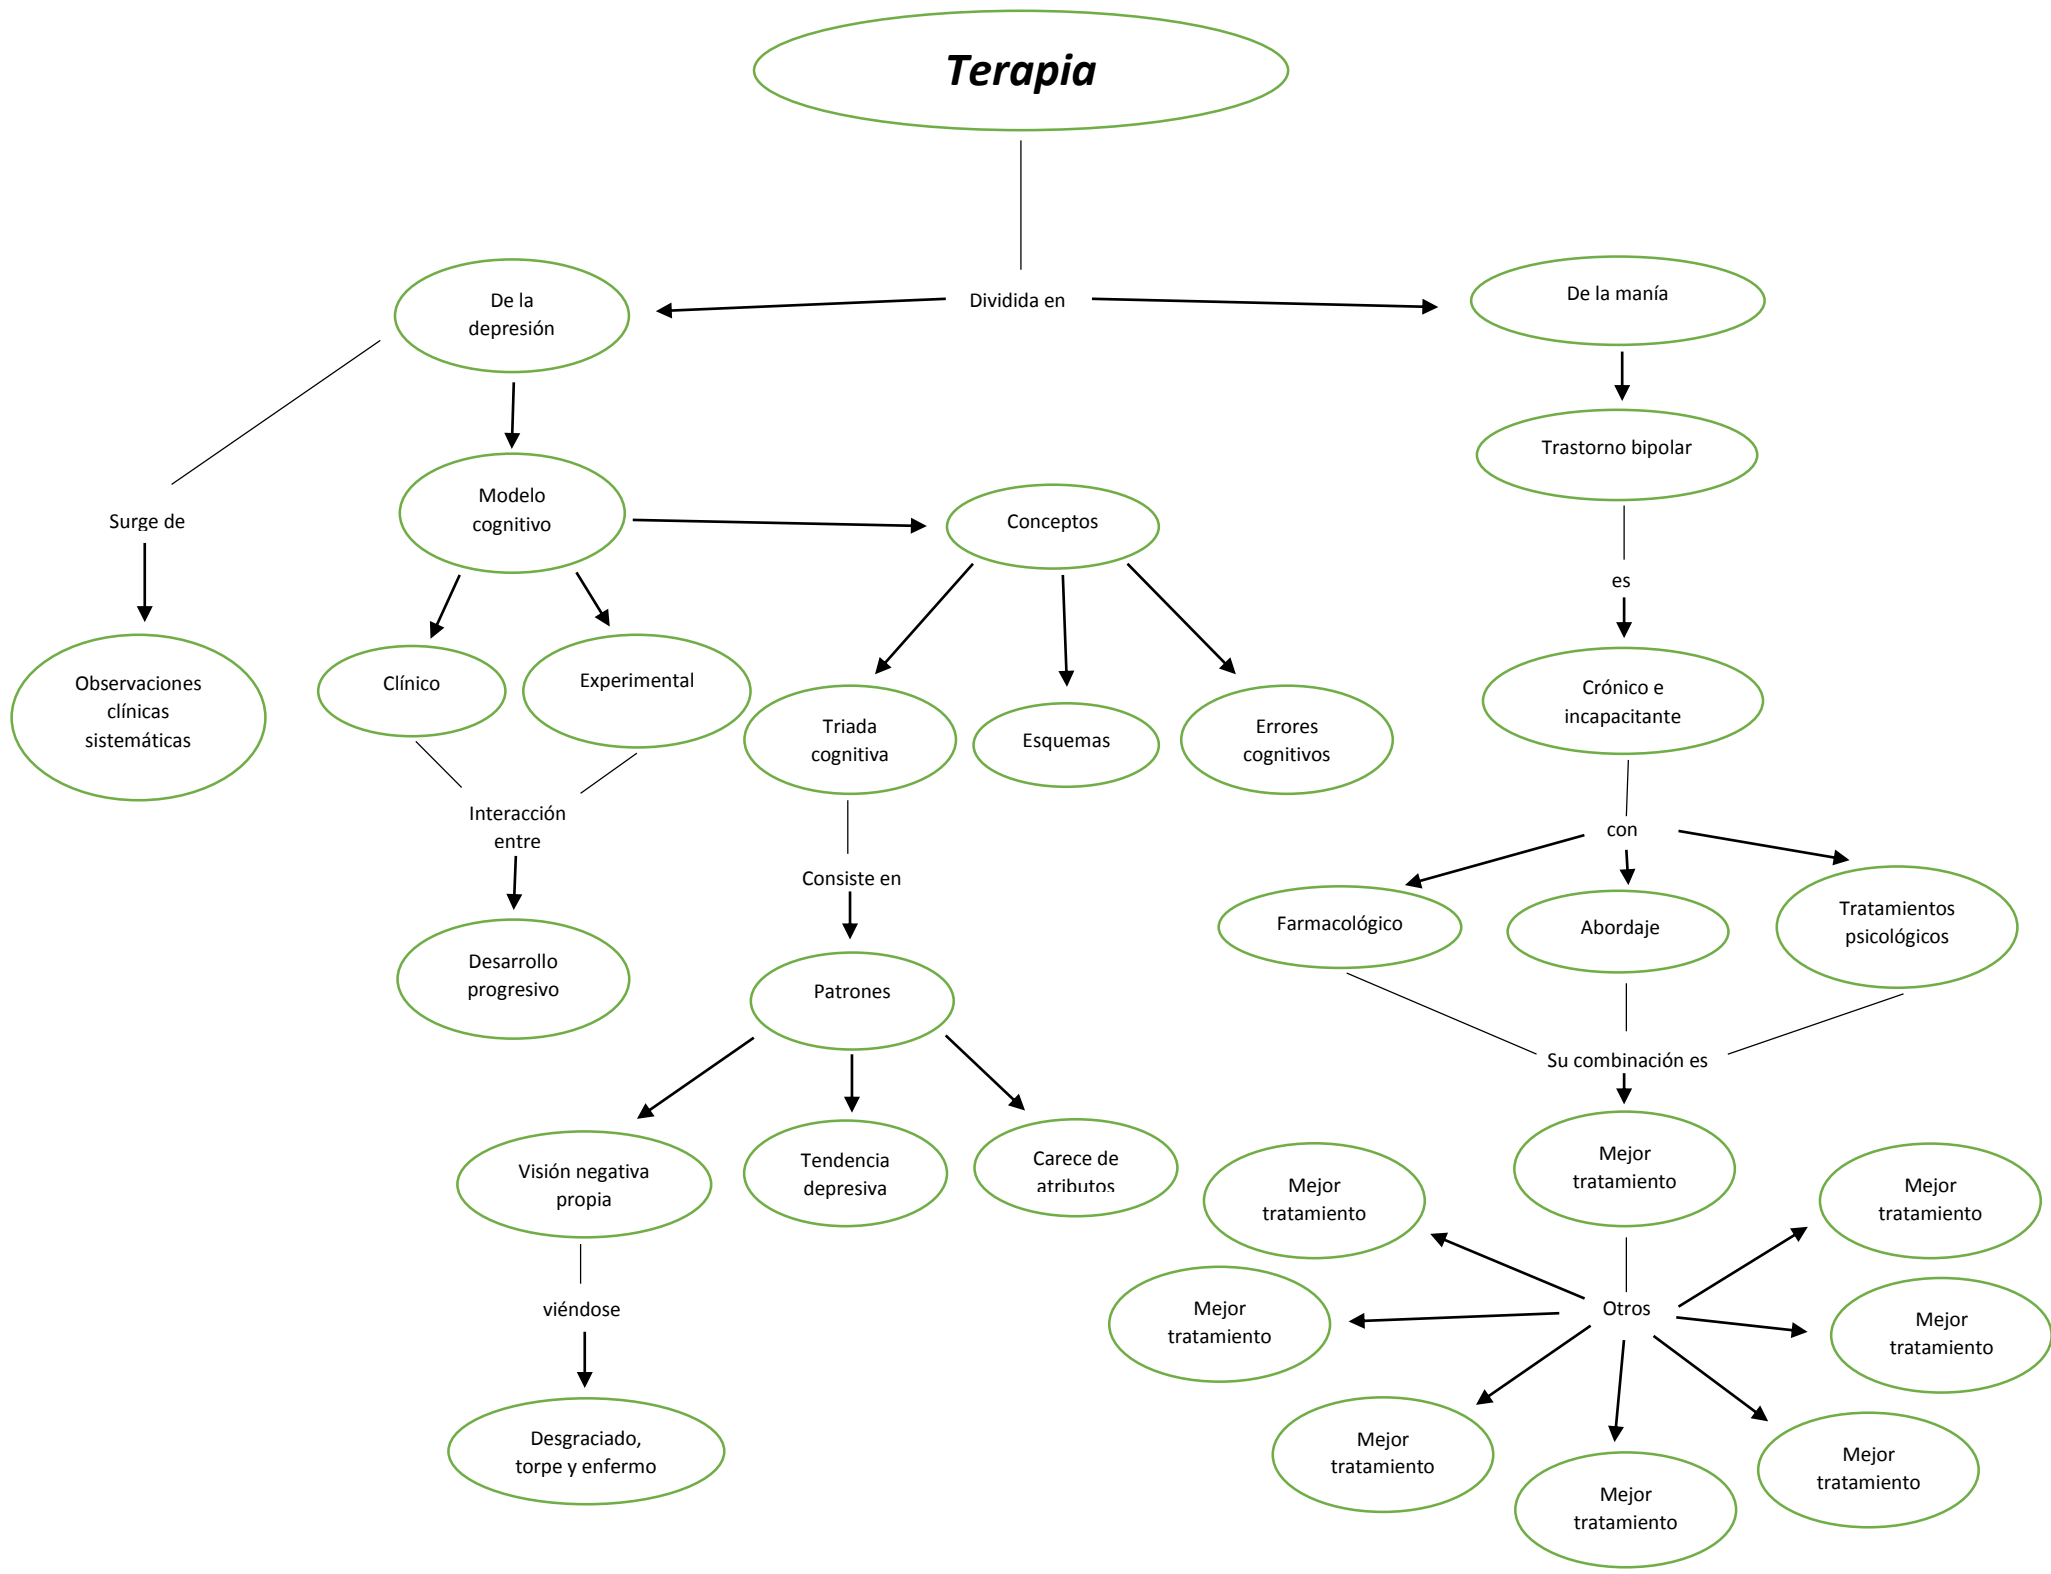 Terapia
De la
depresión
Dividida en
De la manía
Trastorno bipolar
Modelo
cognitivo
Conceptos
Surge de
es
Observaciones
clínicas
sistemáticas
Clínico
Experimental
Triada
cognitiva
Esquemas
Errores
cognitivos
Crónico e
incapacitante
Interacción
entre
con
Consiste en
Farmacológico
Abordaje
Tratamientos
psicológicos
Desarrollo
progresivo
Patrones
Su combinación es
Visión negativa
propia
Tendencia
depresiva
Carece de
atributos
Mejor
tratamiento
Mejor
tratamiento
Mejor
tratamiento
viéndose
Mejor
tratamiento
Otros
Mejor
tratamiento
Desgraciado,
torpe y enfermo
Mejor
tratamiento
Mejor
tratamiento
Mejor
tratamiento